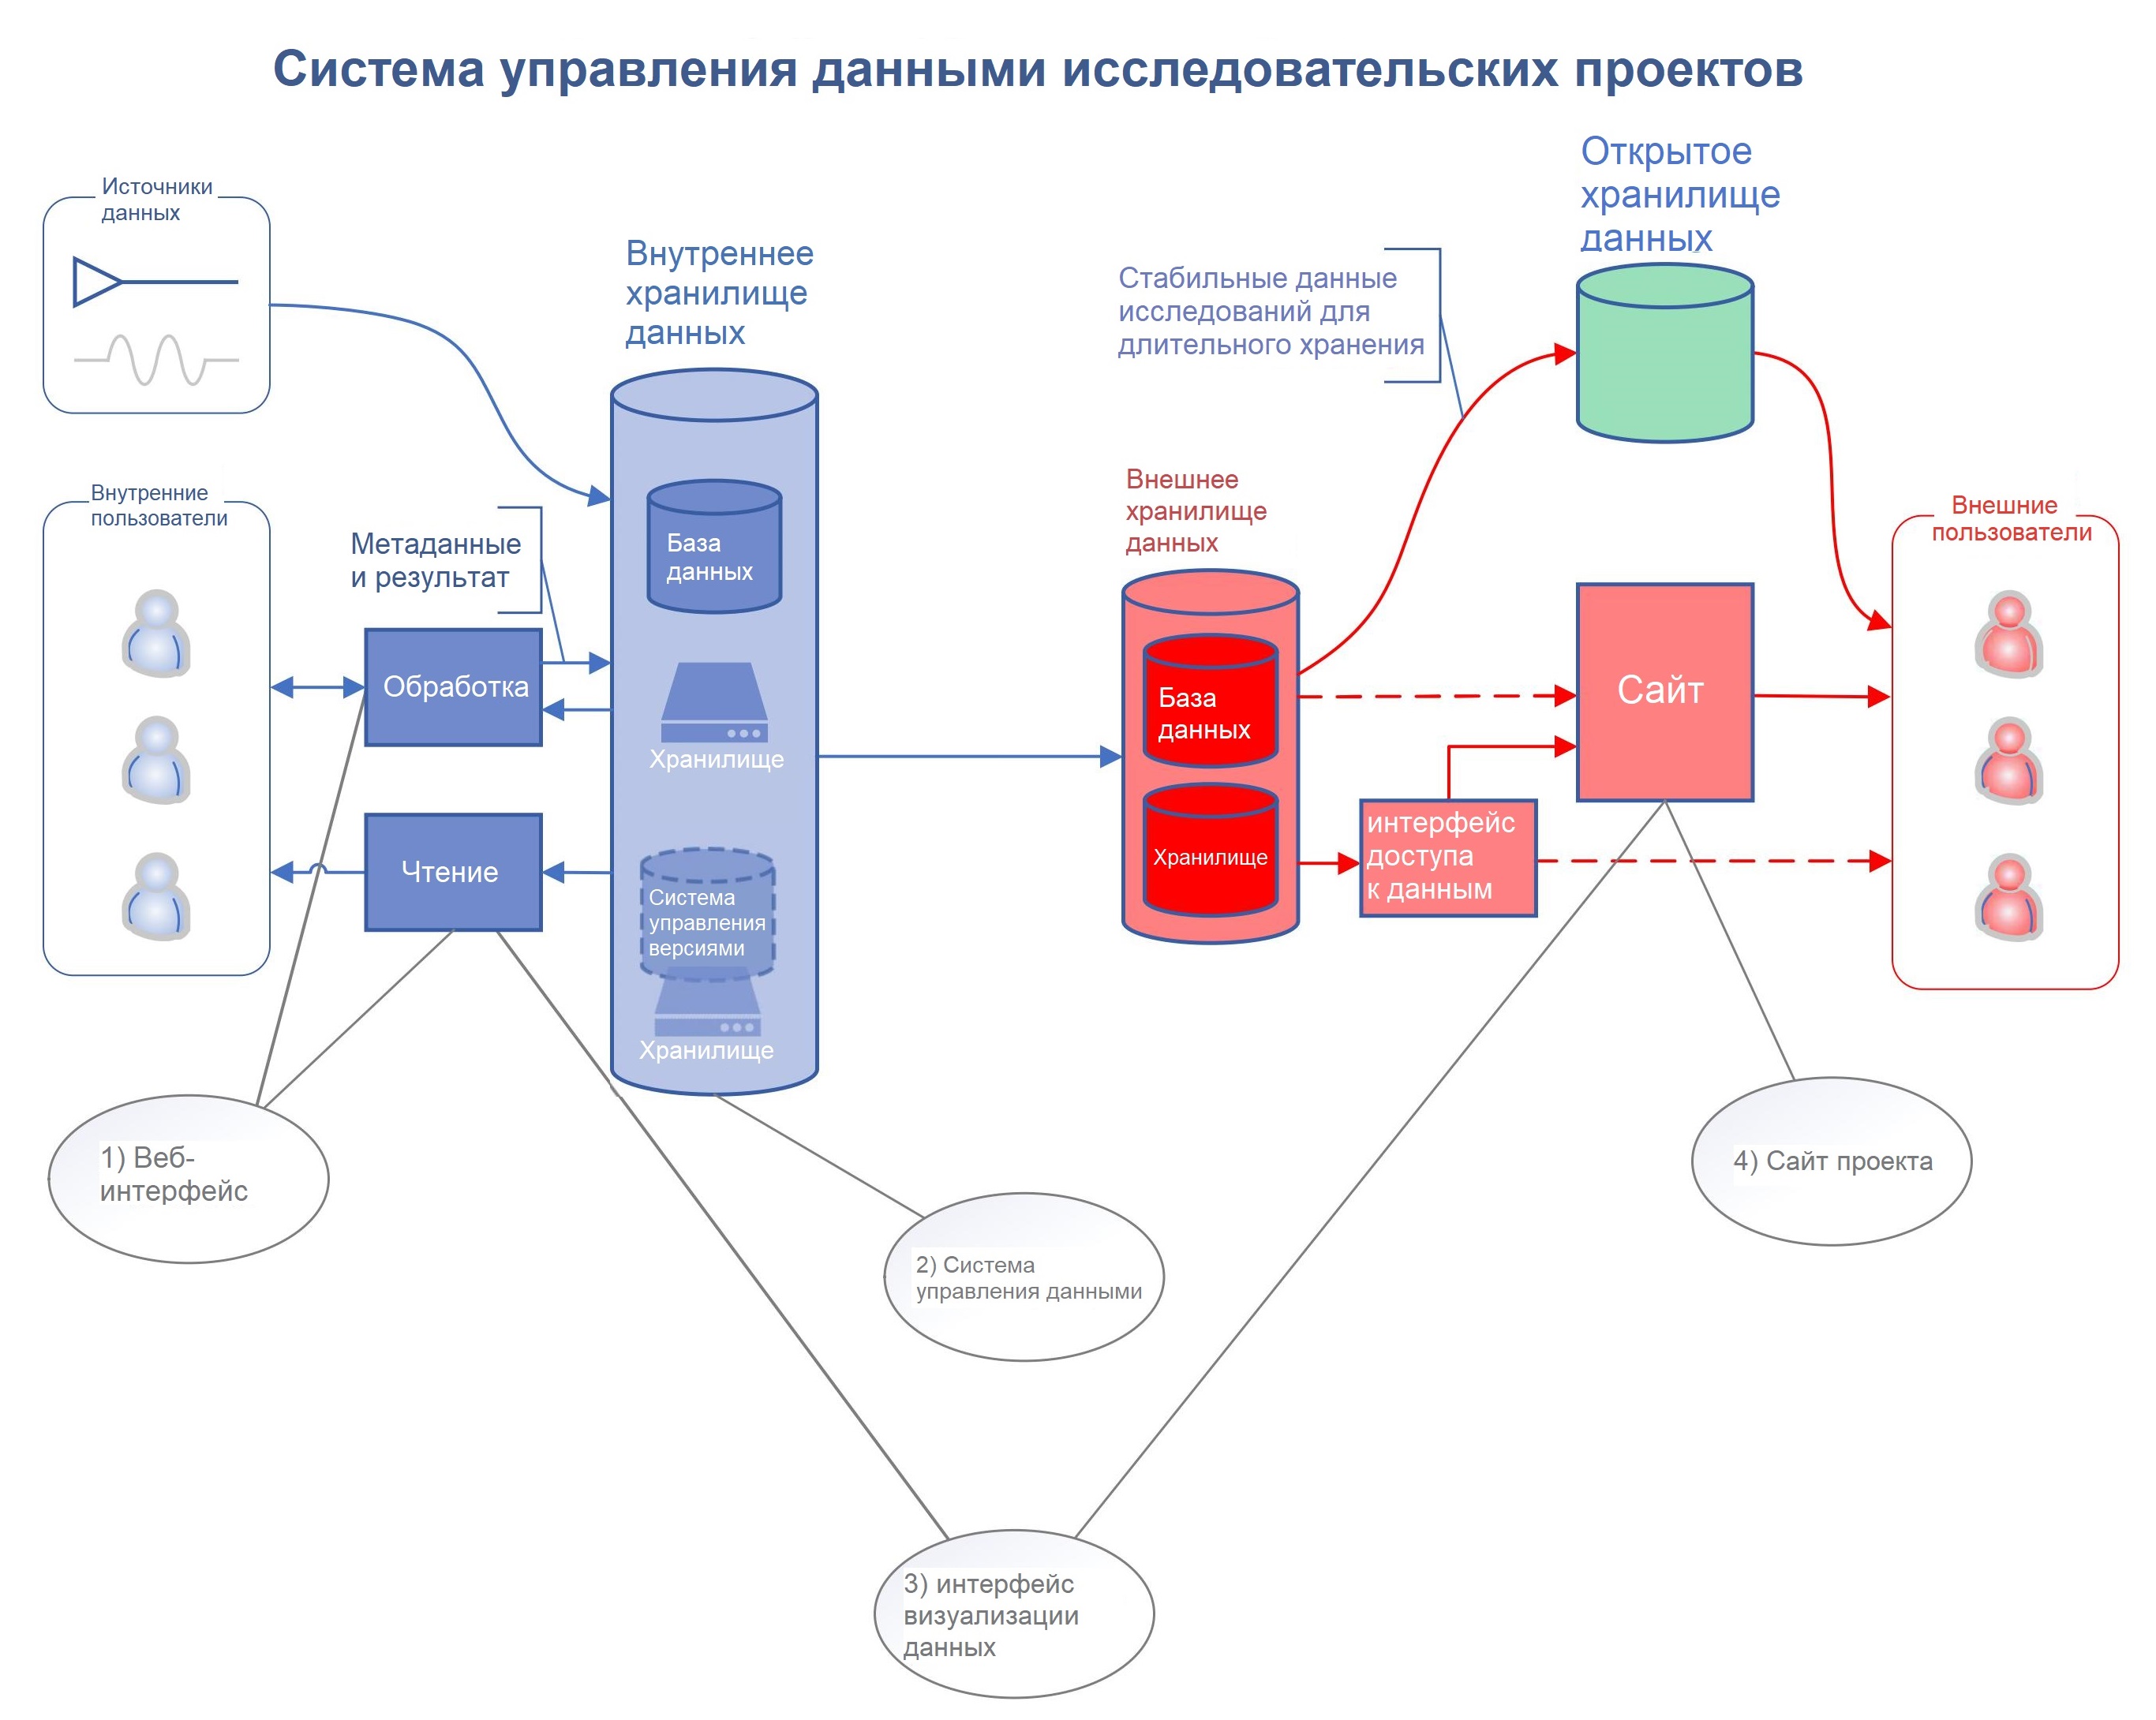 Система управления данными исследовательских проектов
Источники
данных
Внутреннее
хранилище
данных
Стабильные данные
исследований для
длительного хранения
Открытое
хранилище
данных
Внутренние
пользователи
Метаданные
и результат
База
данных
Внешнее
хранилище
данных
Внешние
пользователи
Обработка
Хранилище
База
данных
Сайт
Чтение
Система
управления
версиями
Хранилище
Хранилище
интерфейс
доступа
к данным
1) Веб-
интерфейс
2) Система
управления данными
3) интерфейс
визуализации
данных
4) Сайт проекта